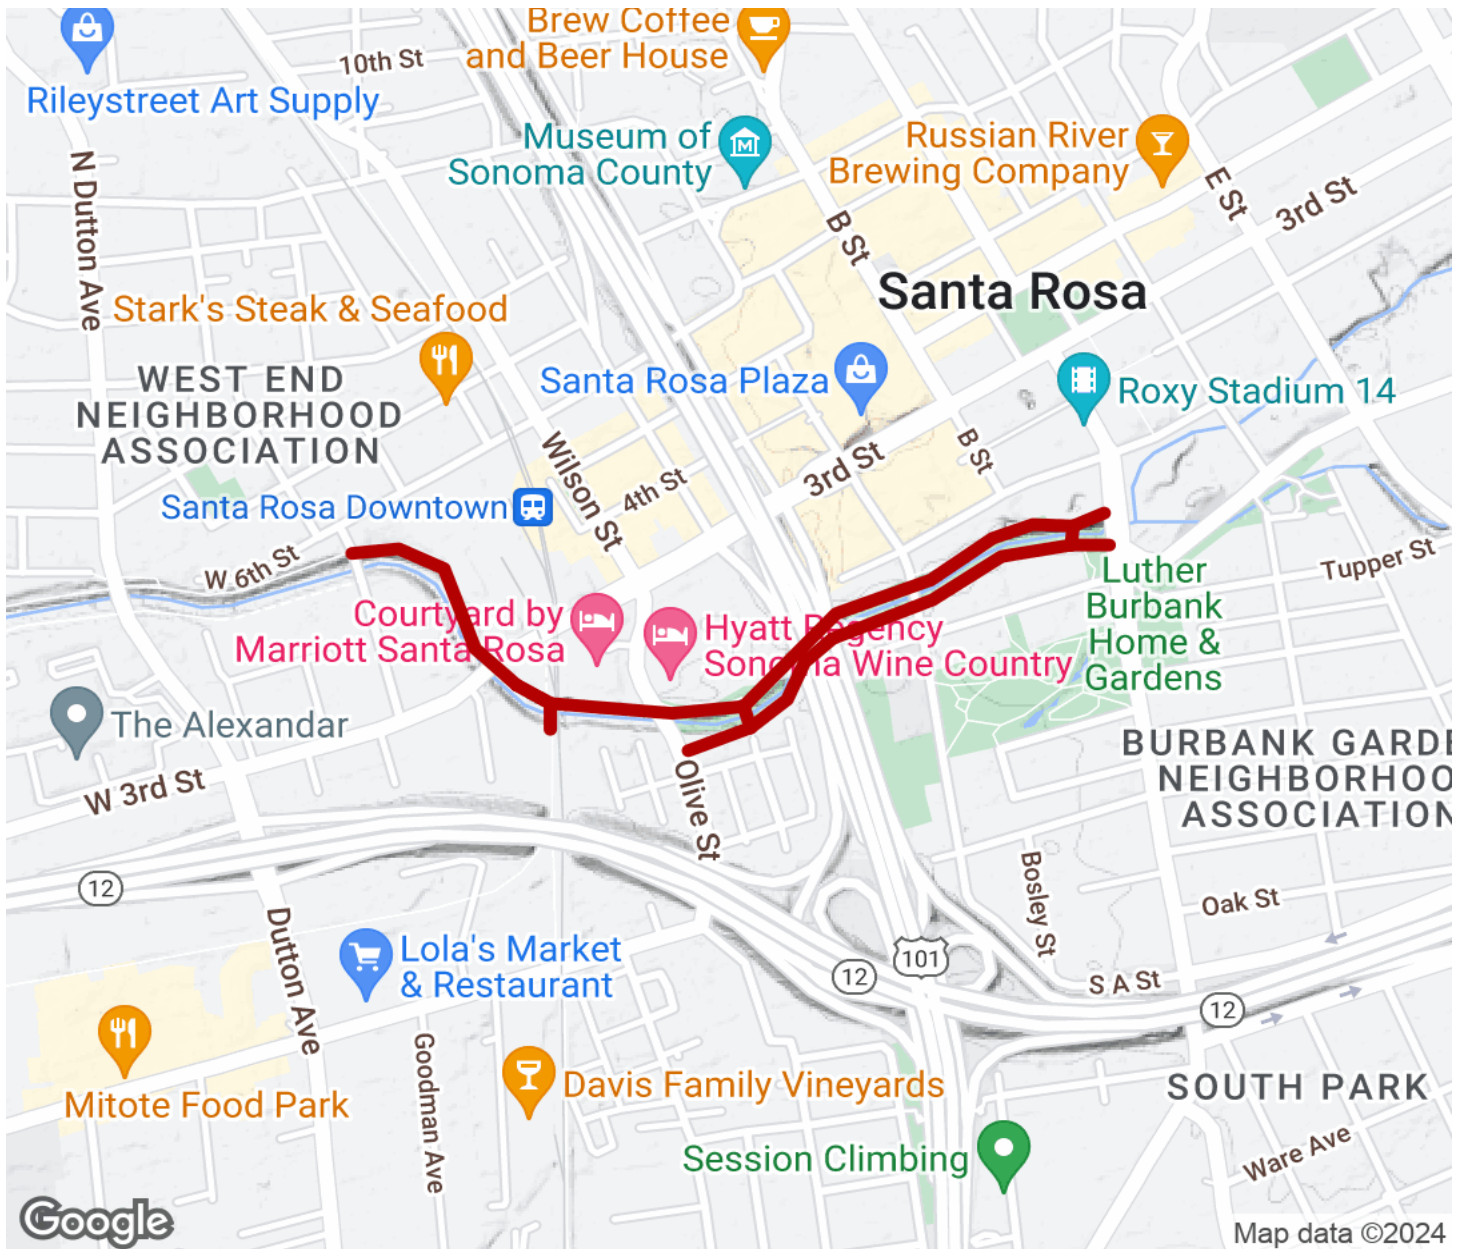 Brew Coffee
and Beer House
10th St
Rileystreet Art Supply
Museum of
Sonoma County
Russian River
Brewing Company
N Dutton Ave
E St
3rd St
B St
Santa Rosa
Stark's Steak & Seafood
WEST END
NEIGHBORHOOD
ASSOCIATION
Santa Rosa Plaza
Roxy Stadium 14
Wilson St
4th St
3rd St
B St
Santa Rosa Downtown
W 6th St
Tupper St
Courtyard by
Marriott Santa Rosa
Hyatt Regency
Sonoma Wine Country
Luther
Burbank
Home &
Gardens
The Alexandar
W 3rd St
Olive St
BURBANK GARDE
NEIGHBORHOO
ASSOCIATION
12
Bosley St
Oak St
Dutton Ave
Lola's Market
& Restaurant
101
12
S A St
12
Goodman Ave
Mitote Food Park
Davis Family Vineyards
SOUTH PARK
Session Climbing
Ware Ave
Google
Map data ©2024